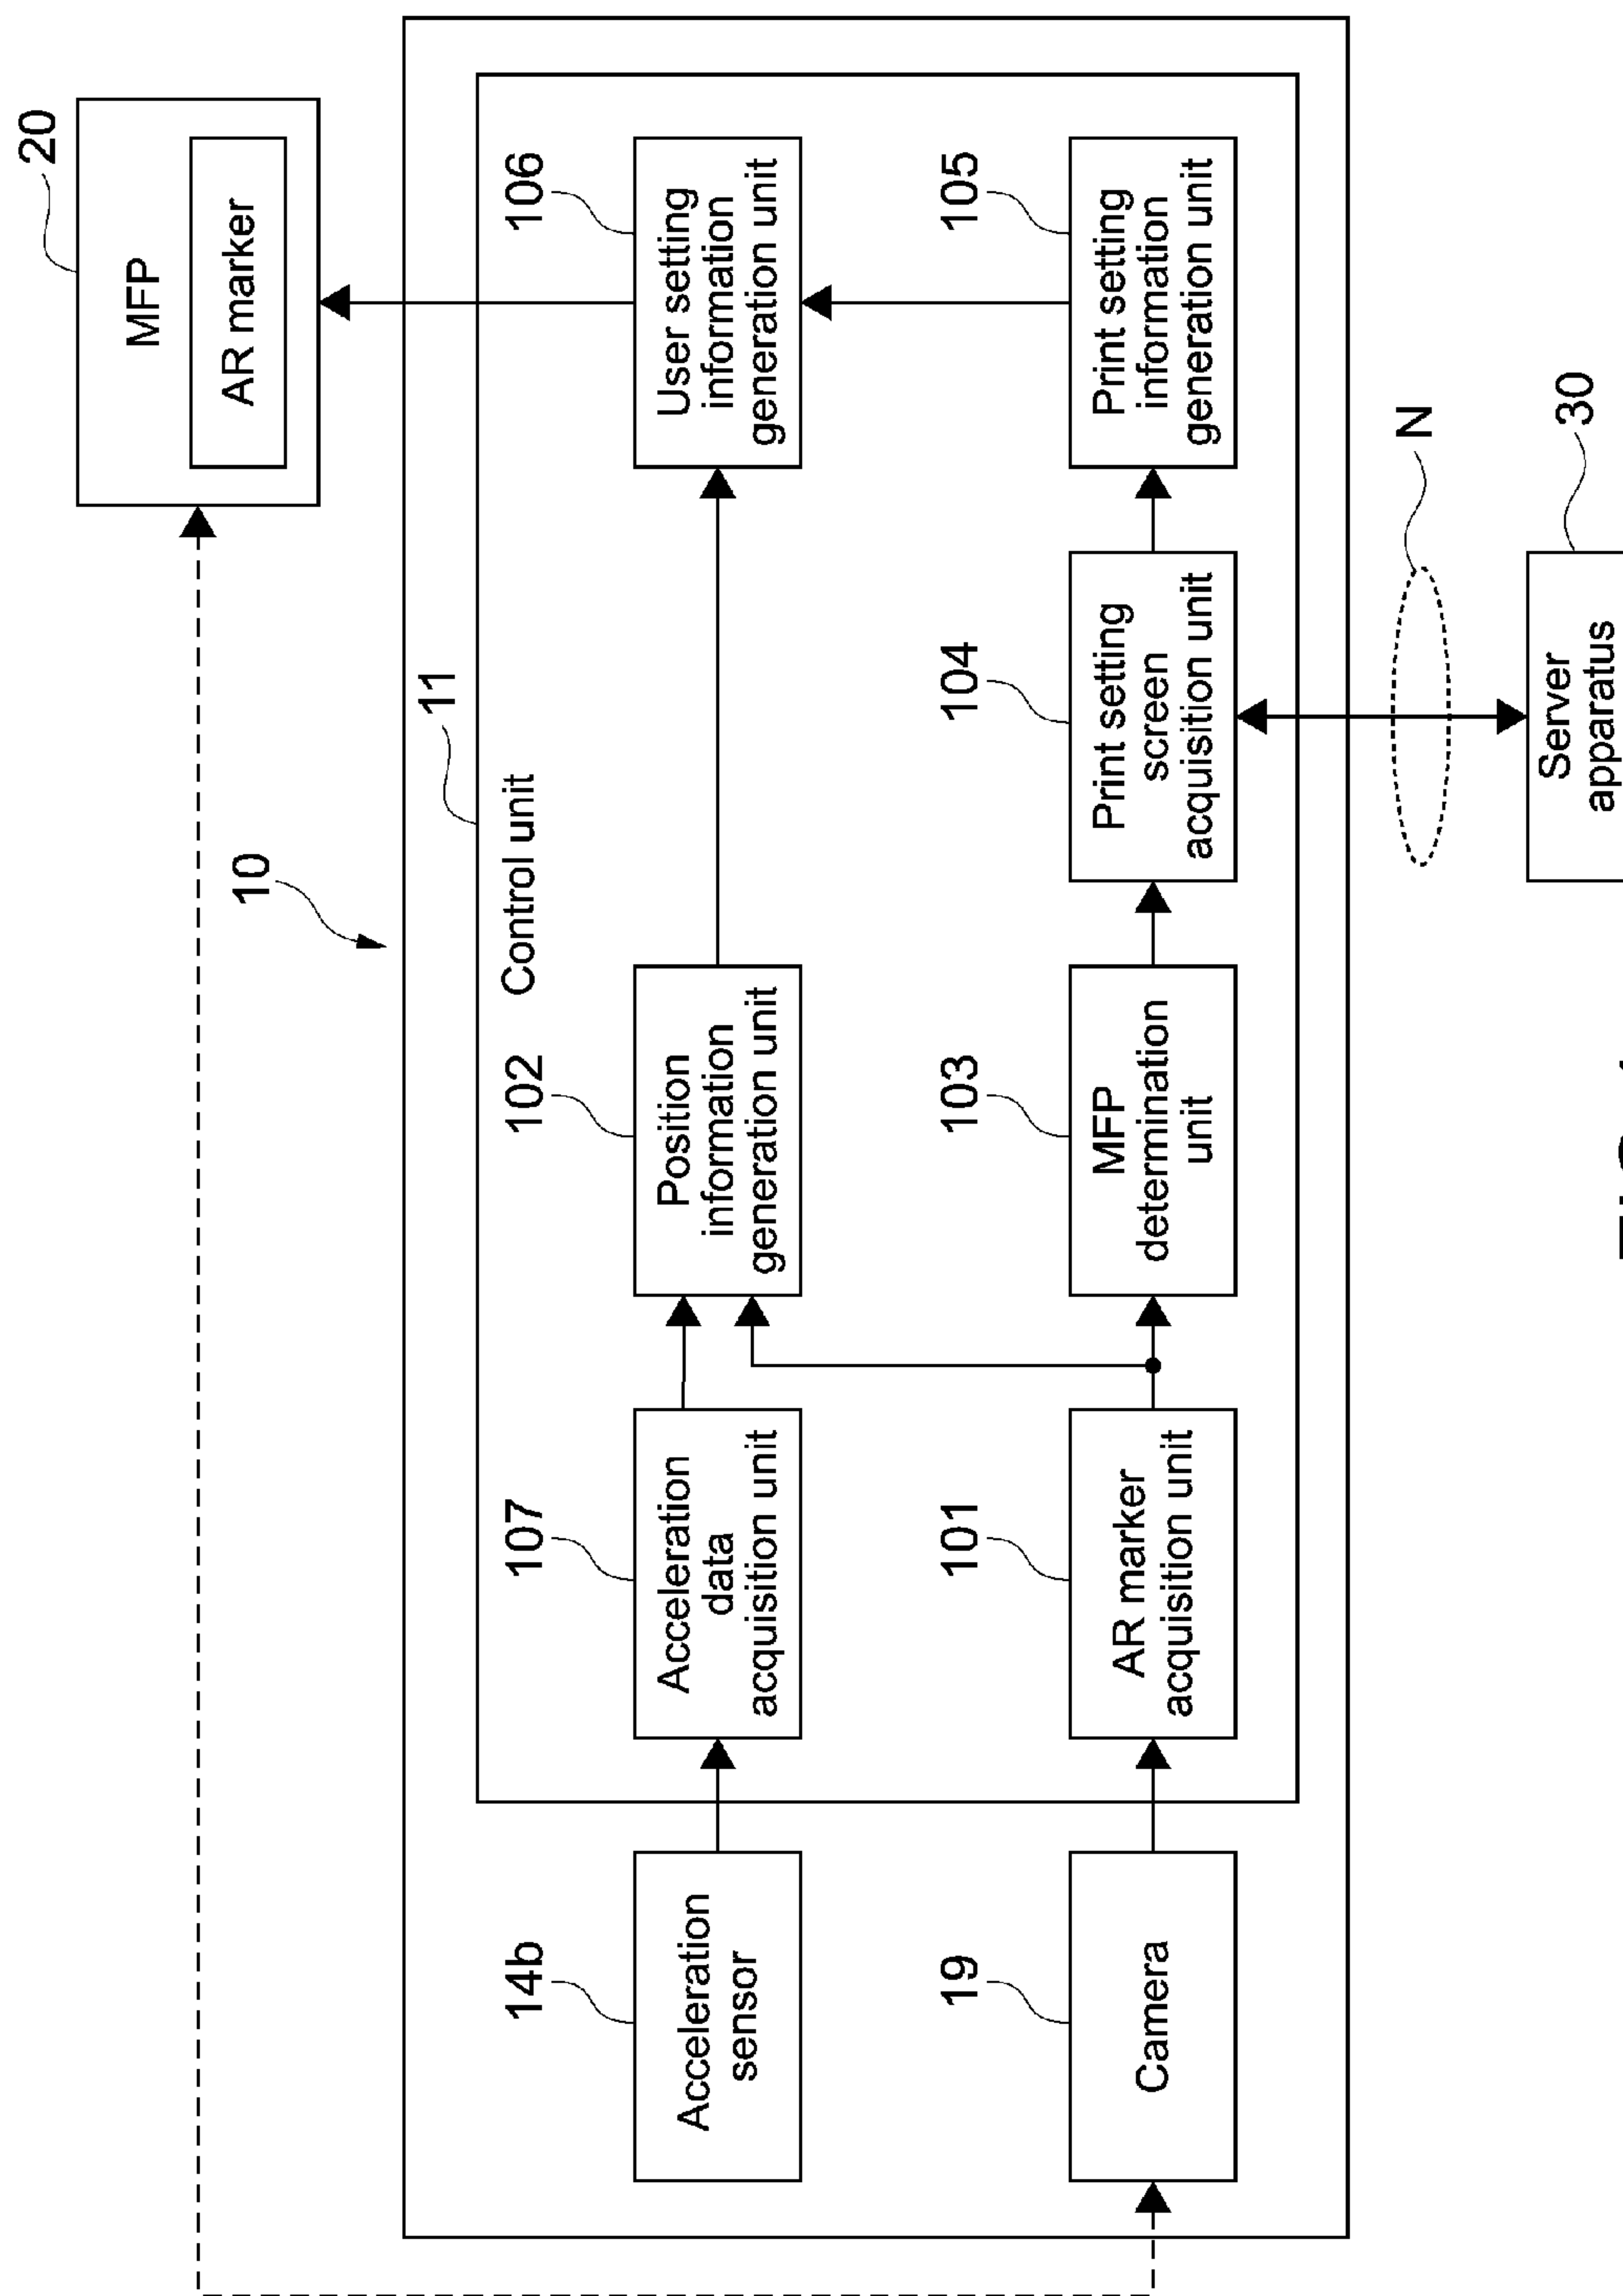 20
MFP
AR marker
10
11
Control unit
14b
Acceleration
sensor
107
Acceleration
data
acquisition unit
102
Position
information
generation unit
106
User setting
information
generation unit
19
Camera
101
AR marker
acquisition unit
103
MFP
determination
unit
104
Print setting
screen
acquisition unit
105
Print setting
information
generation unit
N
30
Server
apparatus